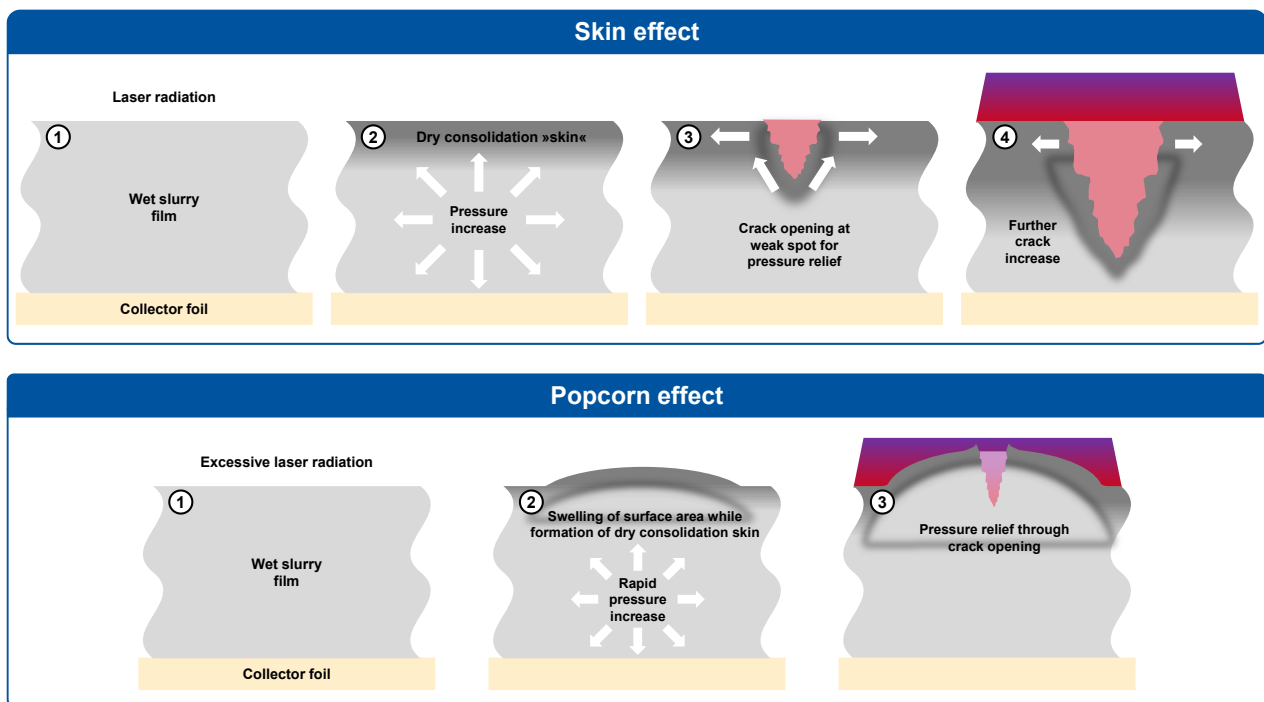 Skin effect
Laser radiation
1
Wet slurry
film
Collector foil
2
Dry consolidation »skin«
Pressure
increase
3
Crack opening at
weak spot for
pressure relief
4
Further
crack
increase
Popcorn effect
Excessive laser radiation
1
Wet slurry
film
Collector foil
2
Swelling of surface area while
formation of dry consolidation skin
Rapid
pressure
increase
3
Pressure relief through
crack opening